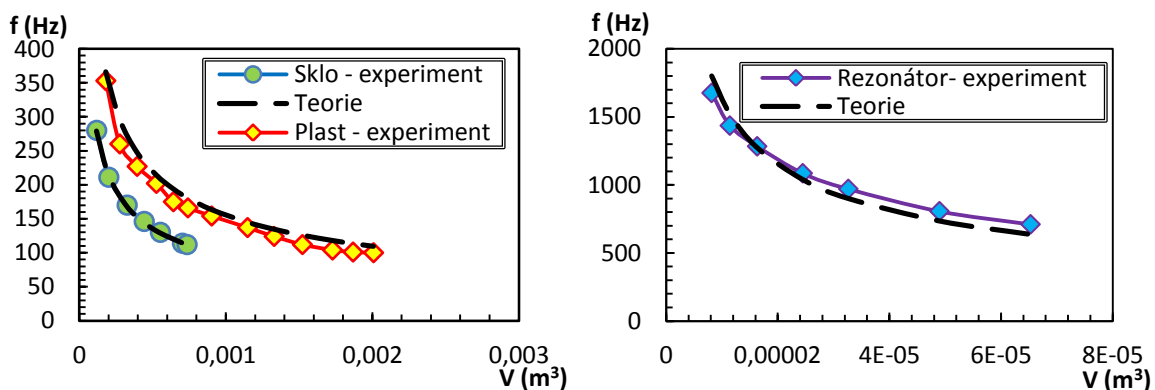 f (Hz)
400
350
300
250
200
150
100
50
0
Sklo - experiment
Teorie
Plast - experiment
0 0,001 0,002 0,003
V (m³)
f (Hz)
2000
1500
1000
500
0
Rezonátor- experiment
Teorie
0 0,00002 4E-05 6E-05 8E-05
V (m³)